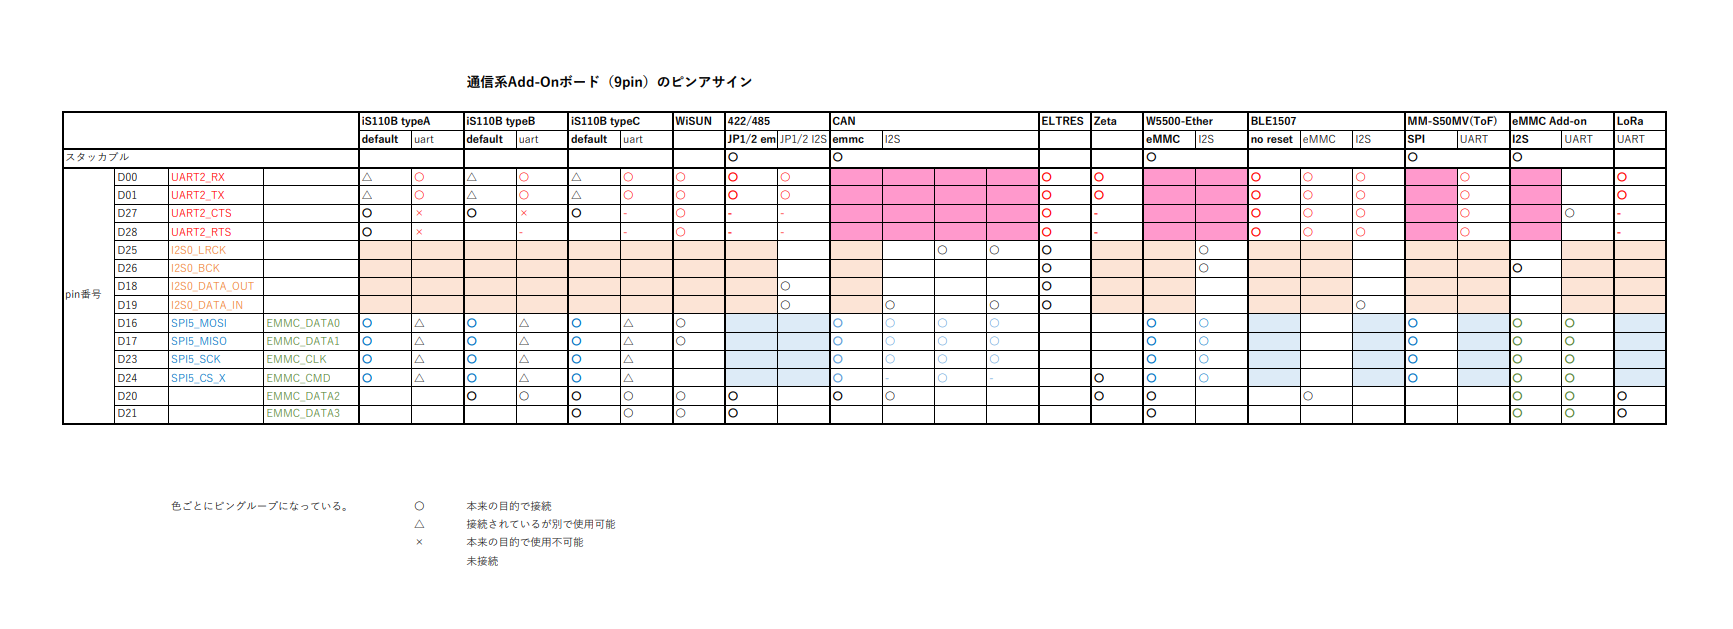 通信系Add-Onボード（9pin）のピンアサイン
iS110B typeA iS110B typeB iS110B typeC WiSUN 422/485 CAN ELTRES Zeta W5500-Ether BLE1507 MM-S50MV(ToF) eMMC Add-on LoRa
default uart default uart default uart JP1/2 em JP1/2 I2S emmc I2S eMMC I2S no reset eMMC I2S SPI UART I2S UART UART
スタッカブル ○ ○ ○ ○ ○
pin番号
D00 UART2_RX △ ○ △ ○ △ ○ ○ ○ ○ ○ ○ ○ ○ ○ ○ ○
D01 UART2_TX △ ○ △ ○ △ ○ ○ ○ ○ ○ ○ ○ ○ ○ ○ ○
D27 UART2_CTS ○ × ○ × ○ - ○ - - ○ - ○ ○ ○ ○ ○ -
D28 UART2_RTS ○ × - - ○ - - ○ - ○ ○ ○ ○ -
D25 I2S0_LRCK ○ ○ ○ ○
D26 I2S0_BCK ○ ○ ○
D18 I2S0_DATA_OUT ○ ○
D19 I2S0_DATA_IN ○ ○ ○ ○ ○
D16 SPI5_MOSI EMMC_DATA0 ○ △ ○ △ ○ △ ○ ○ ○ ○ ○ ○ ○ ○ ○ ○
D17 SPI5_MISO EMMC_DATA1 ○ △ ○ △ ○ △ ○ ○ ○ ○ ○ ○ ○ ○ ○ ○
D23 SPI5_SCK EMMC_CLK ○ △ ○ △ ○ △ ○ ○ ○ ○ ○ ○ ○ ○ ○
D24 SPI5_CS_X EMMC_CMD ○ △ ○ △ ○ △ ○ - ○ - ○ ○ ○ ○ ○ ○
D20 EMMC_DATA2 ○ ○ ○ ○ ○ ○ ○ ○ ○ ○ ○ ○ ○ ○
D21 EMMC_DATA3 ○ ○ ○ ○ ○ ○ ○ ○
色ごとにピングループになっている。 ○ 本来の目的で接続
△ 接続されているが別で使用可能
× 本来の目的で使用不可能
未接続